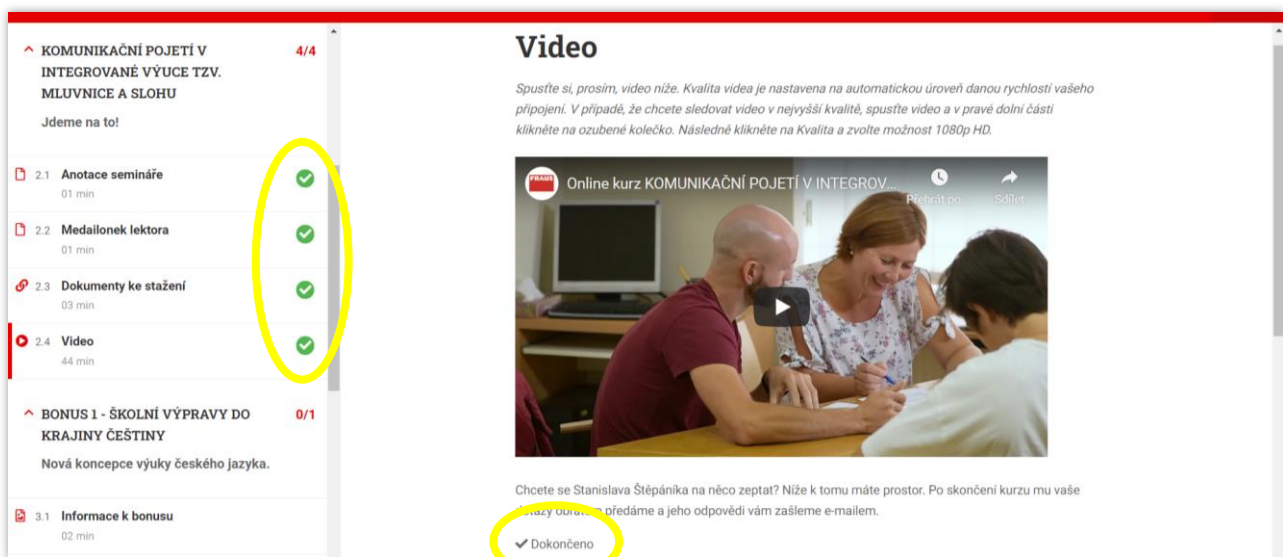 KOMUNIKAČNÍ POJETÍ V 4/4
INTEGROVANÉ VÝUCE TZV.
MLUVNICE A SLOHU
Jdeme na to!
2.1 Anotace semináře
01 min
2.2 Medailonek lektora
01 min
2.3 Dokumenty ke stažení
03 min
2.4 Video
44 min
BONUS 1 - ŠKOLNÍ VÝPRAVY DO 0/1
KRAJINY ČEŠTINY
Nová koncepce výuky českého jazyka.
3.1 Informace k bonusu
02 min
Video
Spusťte si, prosím, video níže. Kvalita videa je nastavena na automatickou úroveň danou rychlostí vašeho
připojení. V případě, že chcete sledovat video v nejvyšší kvalitě, spusťte video a v pravé dolní části
klikněte na ozubené kolečko. Následně klikněte na Kvalita a zvolte možnost 1080p HD.
FRAUS
Online kurz KOMUNIKAČNÍ POJETÍ V INTEGROV...
Přehrát po...
Sdílet
Chcete se Stanislava Štěpáníka na něco zeptat? Níže k tomu máte prostor. Po skončení kurzu mu vaše
dotazy obratem předáme a jeho odpovědi vám zašleme e-mailem.
Dokončeno